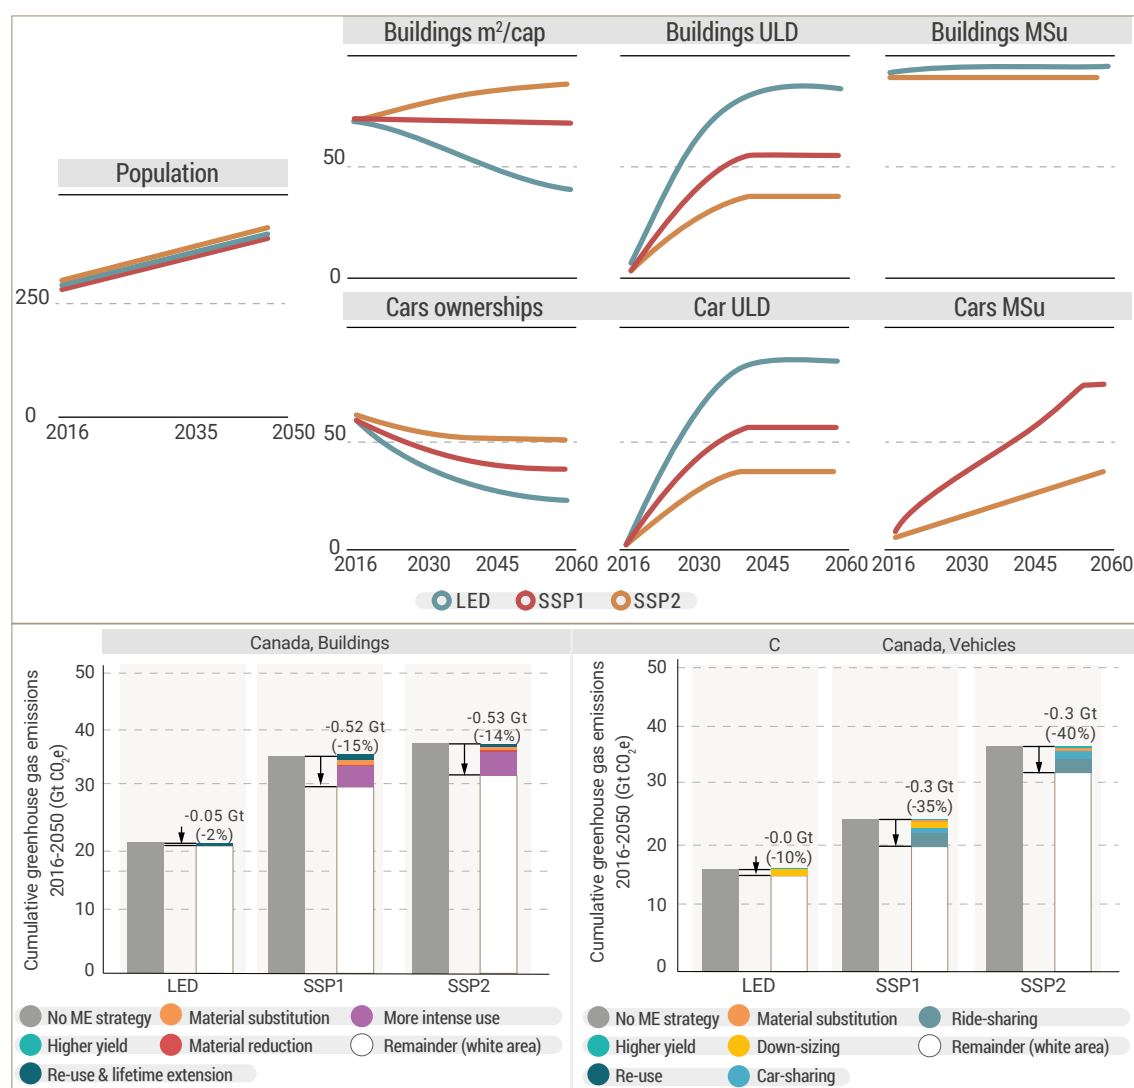 Buildings m²/cap
Buildings ULD
Buildings MSu
50
0
Population
250
0
2016
2035
2050
Cars ownerships
Car ULD
Cars MSu
50
0
2016
2030
2045
2060
2016
2030
2045
2060
2016
2030
2045
2060
LED
SSP1
SSP2
Canada, Buildings
Cumulative greenhouse gas emissions
2016-2050 (Gt CO₂e)
50
40
30
20
10
0
-0.05 Gt
(-2%)
-0.52 Gt
(-15%)
-0.53 Gt
(-14%)
LED
SSP1
SSP2
No ME strategy
Material substitution
More intense use
Higher yield
Material reduction
Remainder (white area)
Re-use & lifetime extension
C
Canada, Vehicles
Cumulative greenhouse gas emissions
2016-2050 (Gt CO₂e)
50
40
30
20
10
0
-0.0 Gt
(-10%)
-0.3 Gt
(-35%)
-0.3 Gt
(-40%)
LED
SSP1
SSP2
No ME strategy
Material substitution
Ride-sharing
Higher yield
Down-sizing
Remainder (white area)
Re-use
Car-sharing